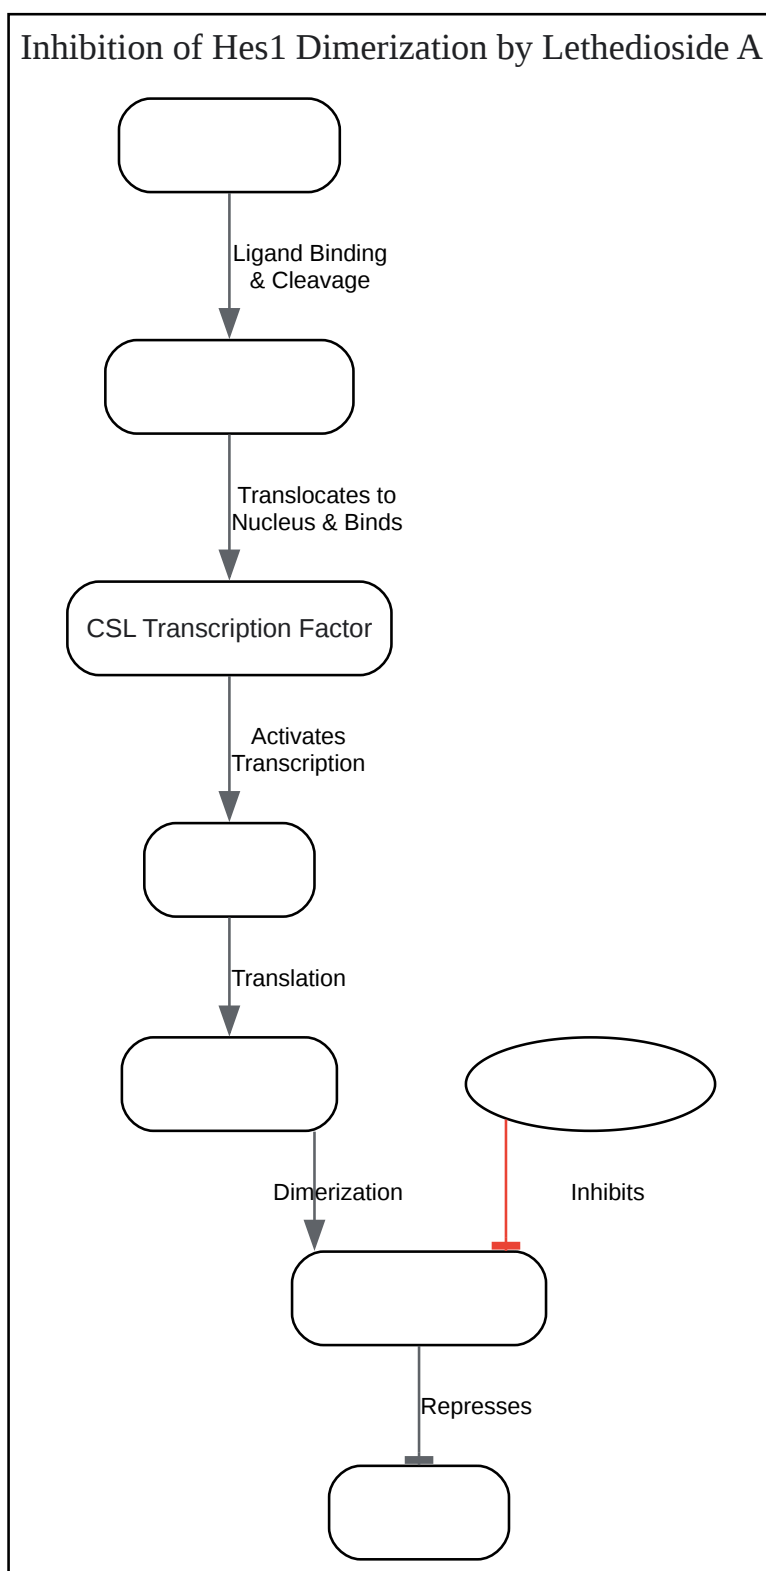 Inhibition of Hes1 Dimerization by Lethedioside A
Ligand Binding
& Cleavage
Translocates to
Nucleus & Binds
CSL Transcription Factor
Activates
Transcription
Translation
Dimerization
Inhibits
Represses